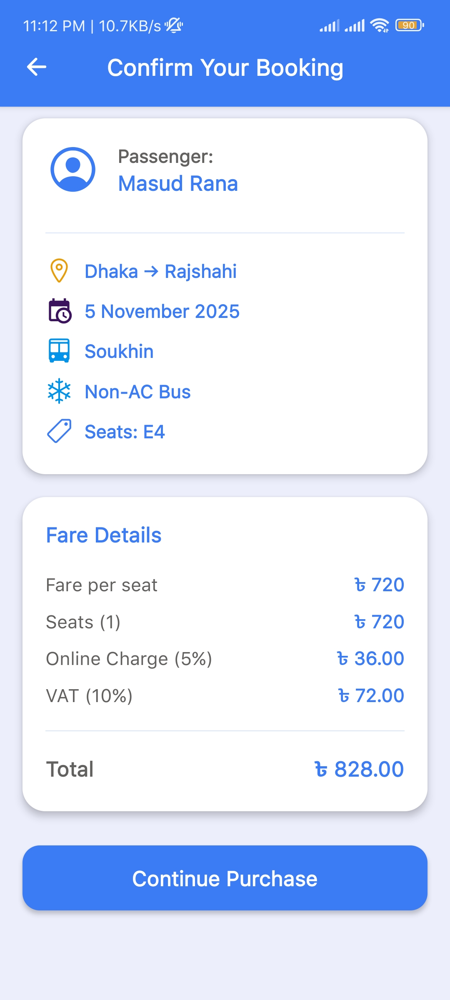 11:12 PM | 10.7KB/s
90
Confirm Your Booking
Passenger:
Masud Rana
Dhaka → Rajshahi
5 November 2025
Soukhin
Non-AC Bus
Seats: E4
Fare Details
Fare per seat ৳ 720
Seats (1) ৳ 720
Online Charge (5%) ৳ 36.00
VAT (10%) ৳ 72.00
Total ৳ 828.00
Continue Purchase